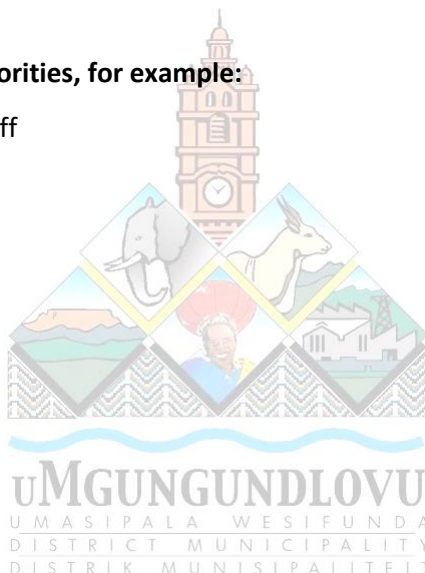 orities, for example:
ff
uMGUNGUNDLOVU
UMASIPALA WESIFUNDA
DISTRICT MUNICIPALITY
DISTRIK MUNISIPALITEIT